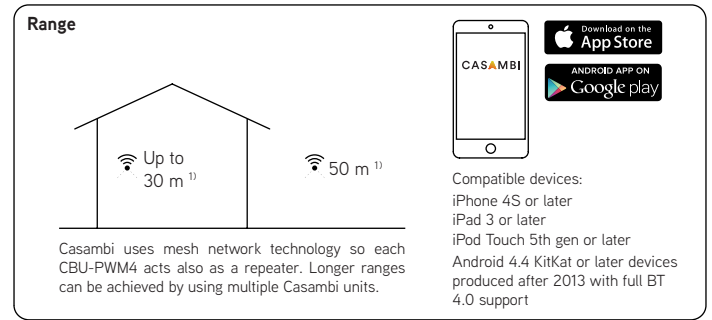 Range
Up to
30 m 1)
50 m 1)
Casambi uses mesh network technology so each
CBU-PWM4 acts also as a repeater. Longer ranges
can be achieved by using multiple Casambi units.
CASAMBI
Download on the
App Store
ANDROID APP ON
Google play
Compatible devices:
iPhone 4S or later
iPad 3 or later
iPod Touch 5th gen or later
Android 4.4 KitKat or later devices
produced after 2013 with full BT
4.0 support